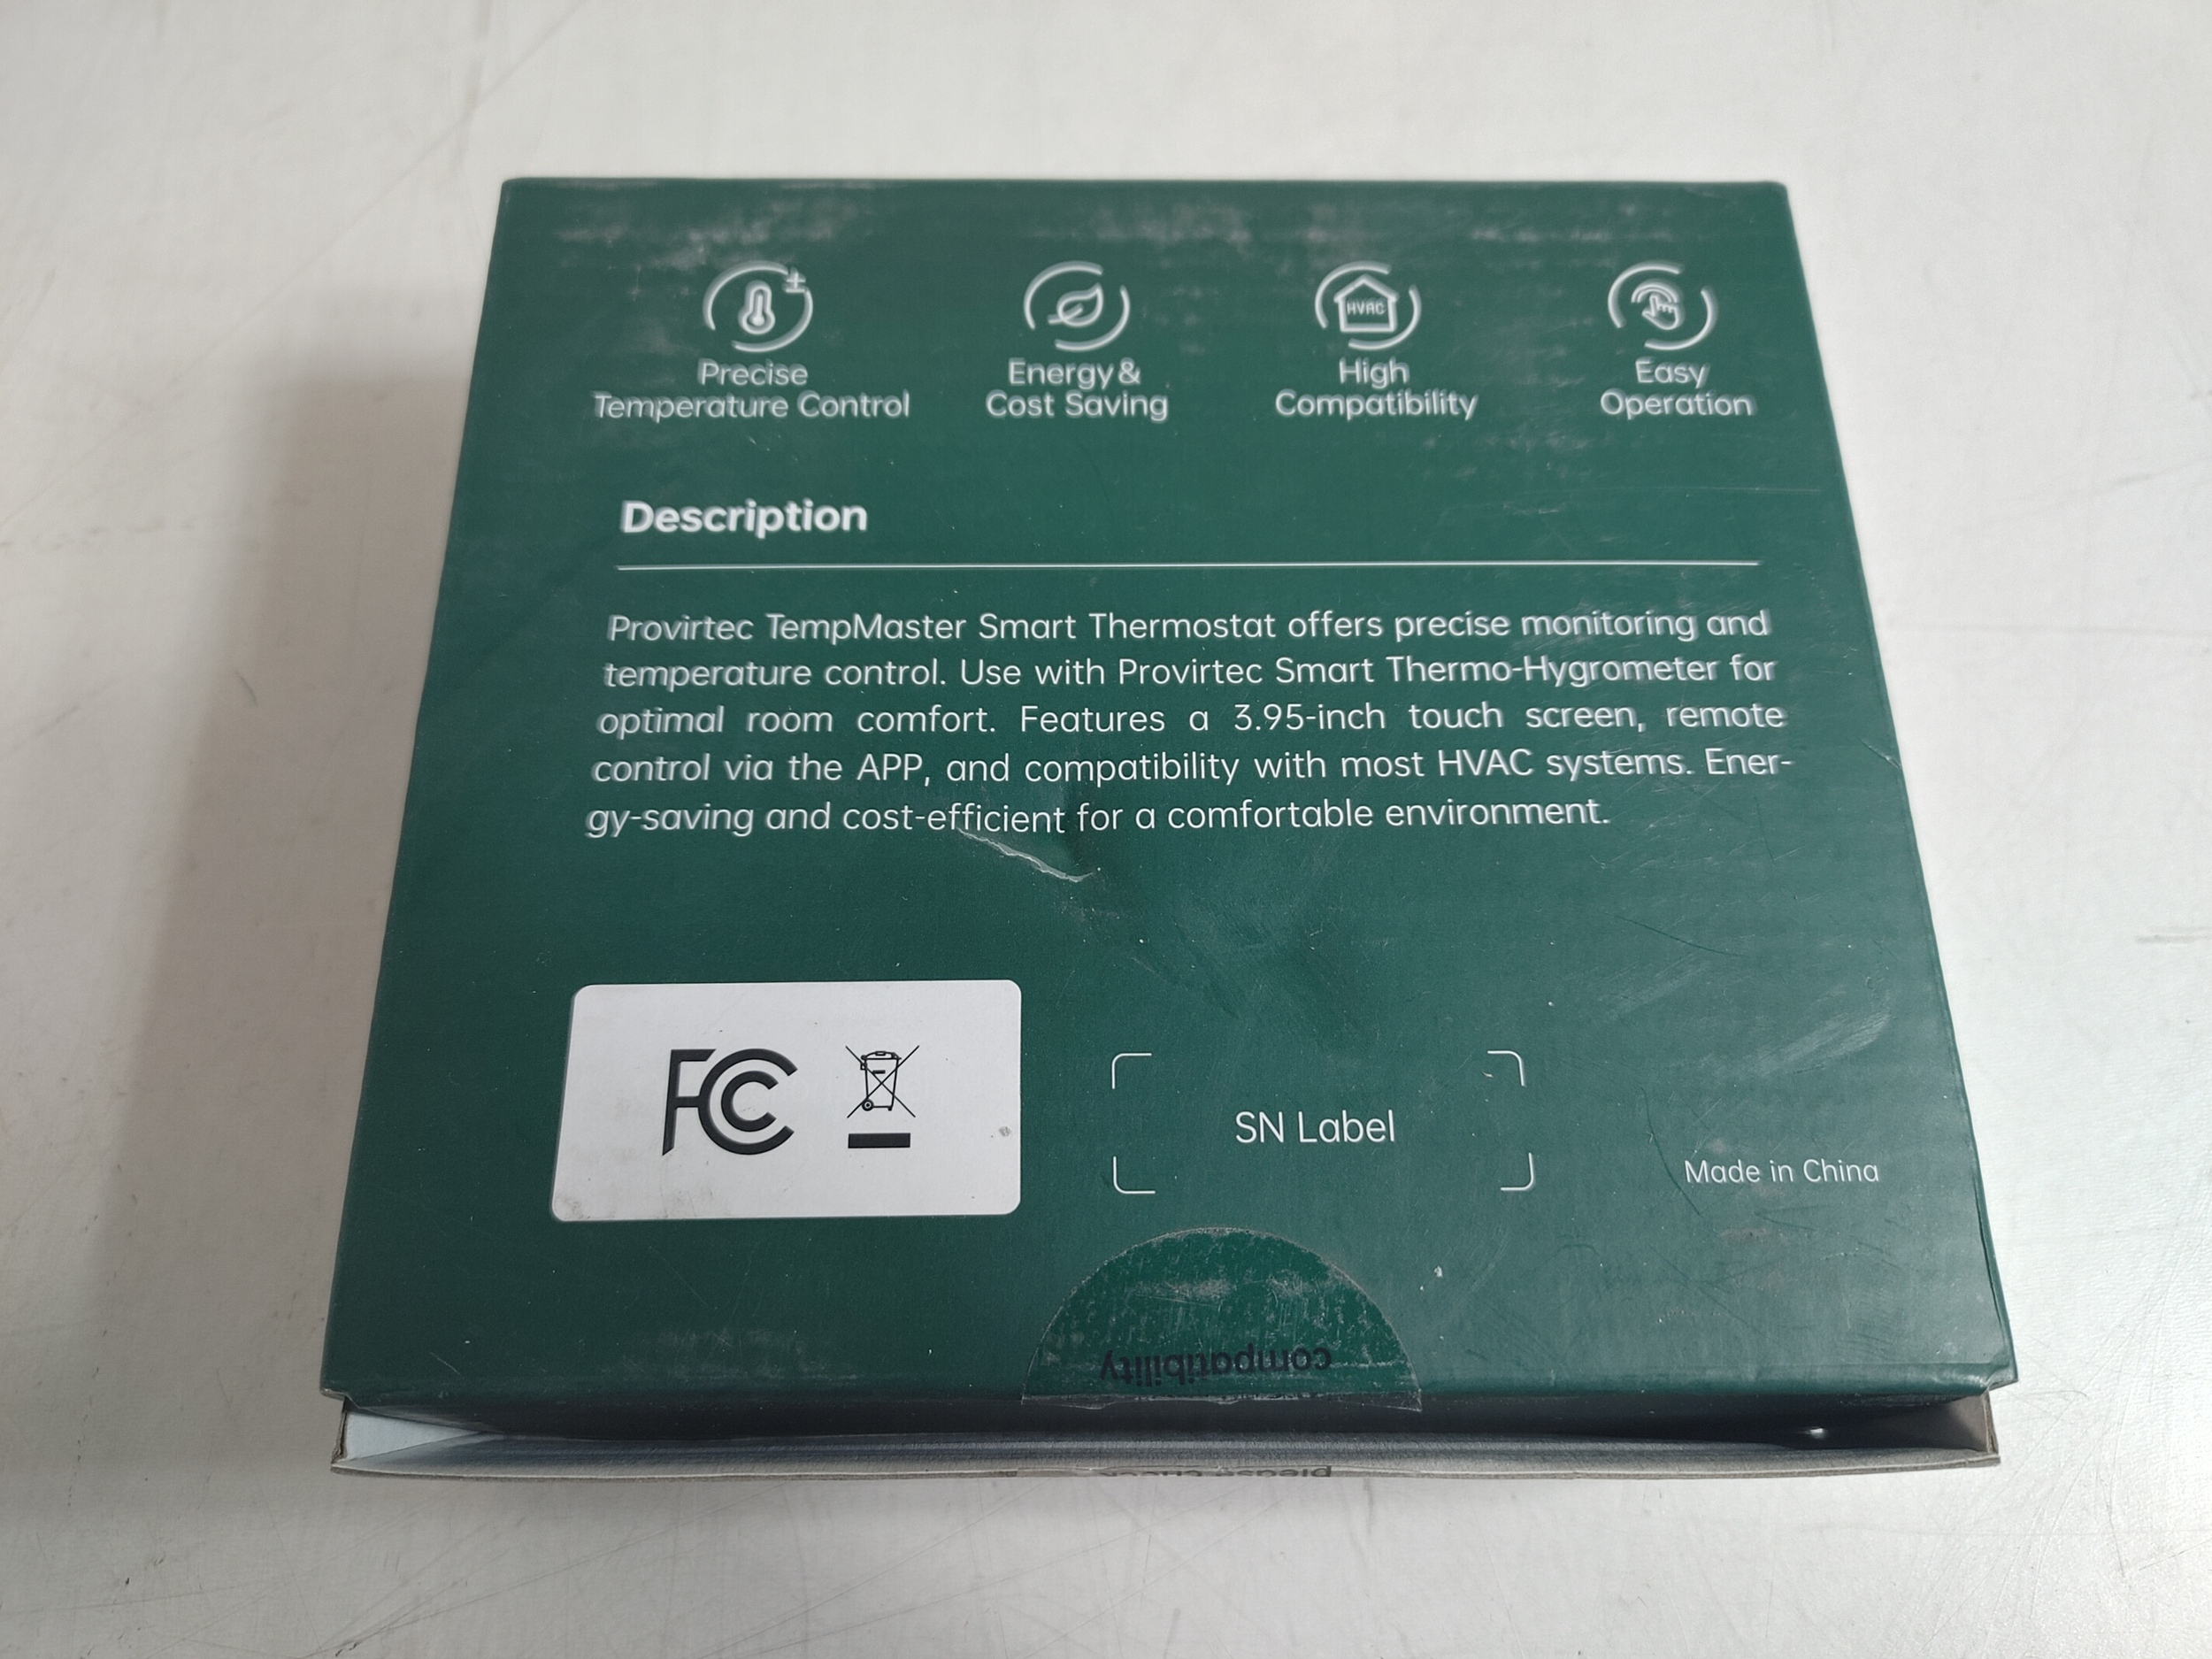 Precise
Temperature Control
Energy &
Cost Saving
HVAC
High
Compatibility
Easy
Operation
Description
Provirtec TempMaster Smart Thermostat offers precise monitoring and
temperature control. Use with Provirtec Smart Thermo-Hygrometer for
optimal room comfort. Features a 3.95-inch touch screen, remote
control via the APP, and compatibility with most HVAC systems. Ener-
gy-saving and cost-efficient for a comfortable environment.
FC
SN Label
Made in China
compatibility
please check